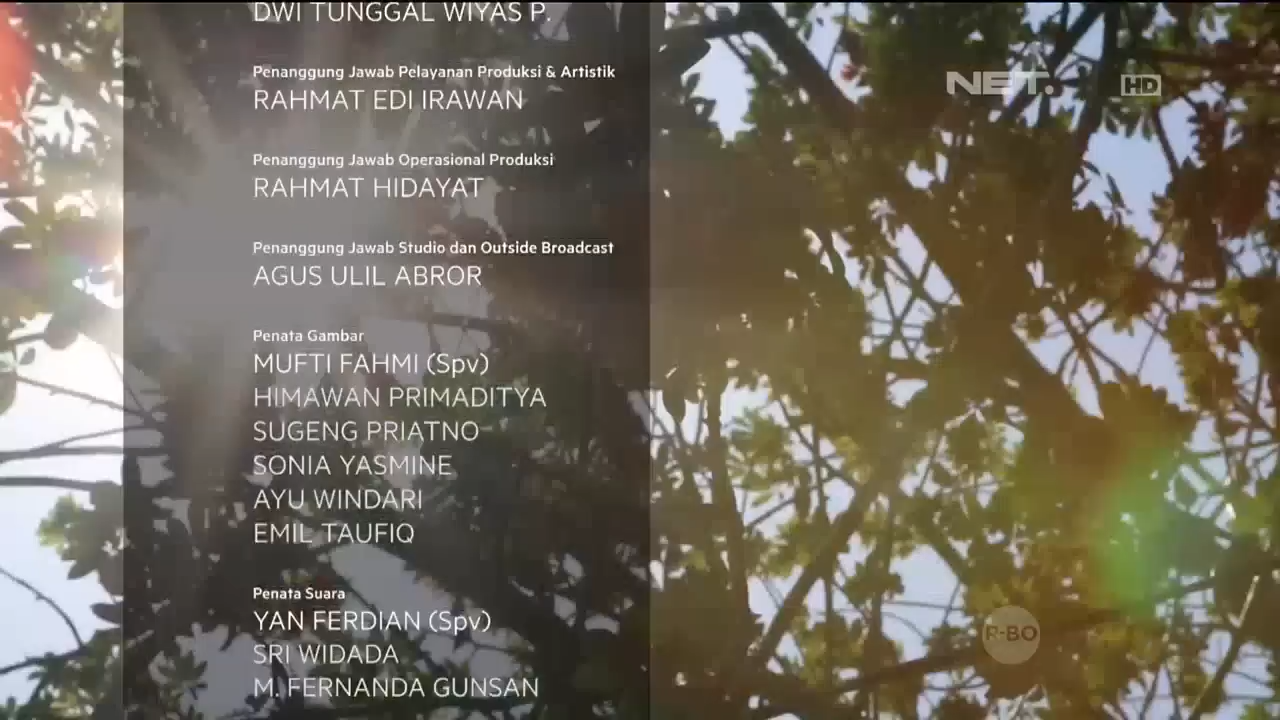 DWI TUNGGAL WIYAS P.
Penanggung Jawab Pelayanan Produksi & Artistik
RAHMAT EDI IRAWAN
Penanggung Jawab Operasional Produksi
RAHMAT HIDAYAT
Penanggung Jawab Studio dan Outside Broadcast
AGUS ULIL ABROR
Penata Gambar
MUFTI FAHMI (Spv)
HIMAWAN PRIMADITYA
SUGENG PRIATNO
SONIA YASMINE
AYU WINDARI
EMIL TAUFIQ
Penata Suara
YAN FERDIAN (Spv)
SRI WIDADA
M. FERNANDA GUNSAN
NET.
HD
R-BO